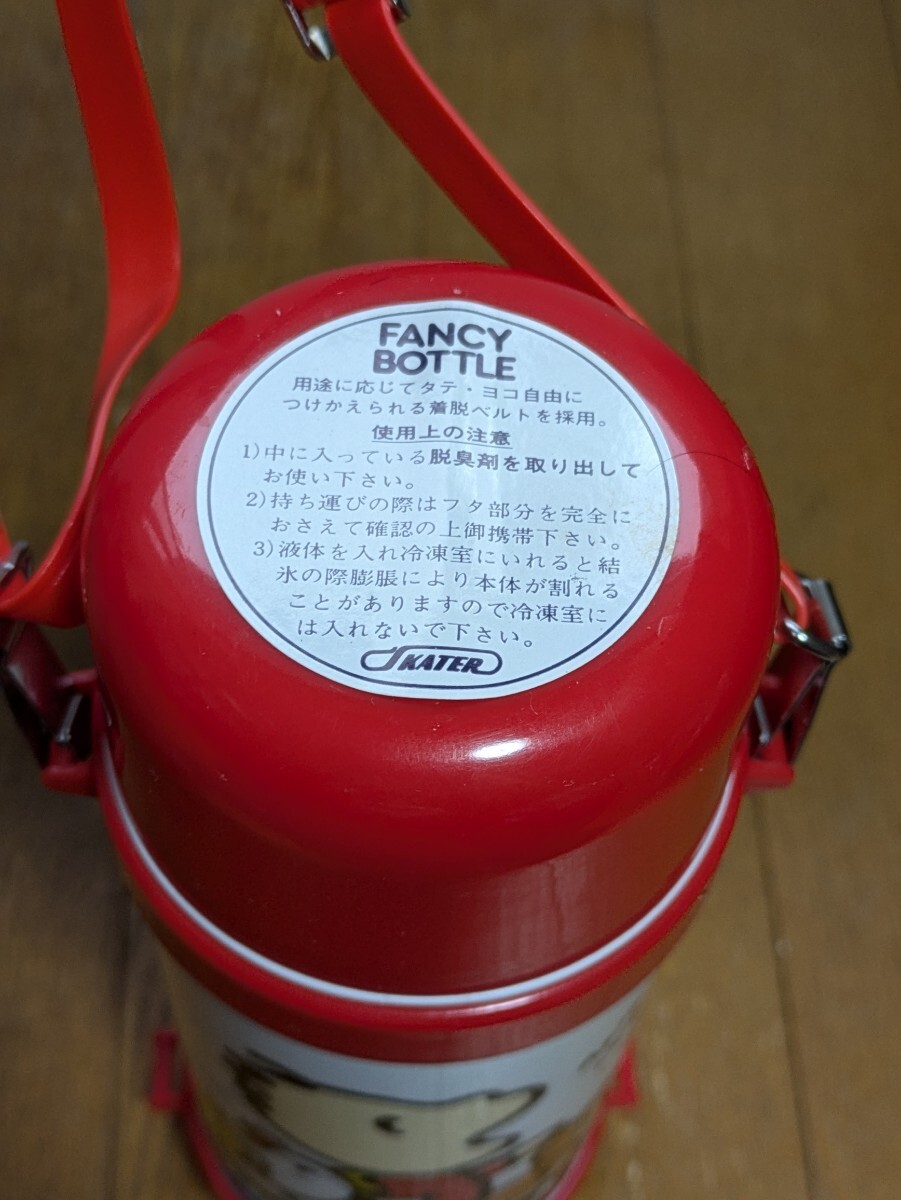 FANCY
BOTTLE
用途に応じてタテ・ヨコ自由に
つけかえられる着脱ベルトを採用。
使用上の注意
1)中に入っている脱臭剤を取り出して
お使い下さい。
2)持ち運びの際はフタ部分を完全に
おさえて確認の上御携帯下さい。
3)液体を入れ冷凍室にいれると結
氷の際膨脹により本体が割れる
ことがありますので冷凍室に
は入れないで下さい。
SKATER